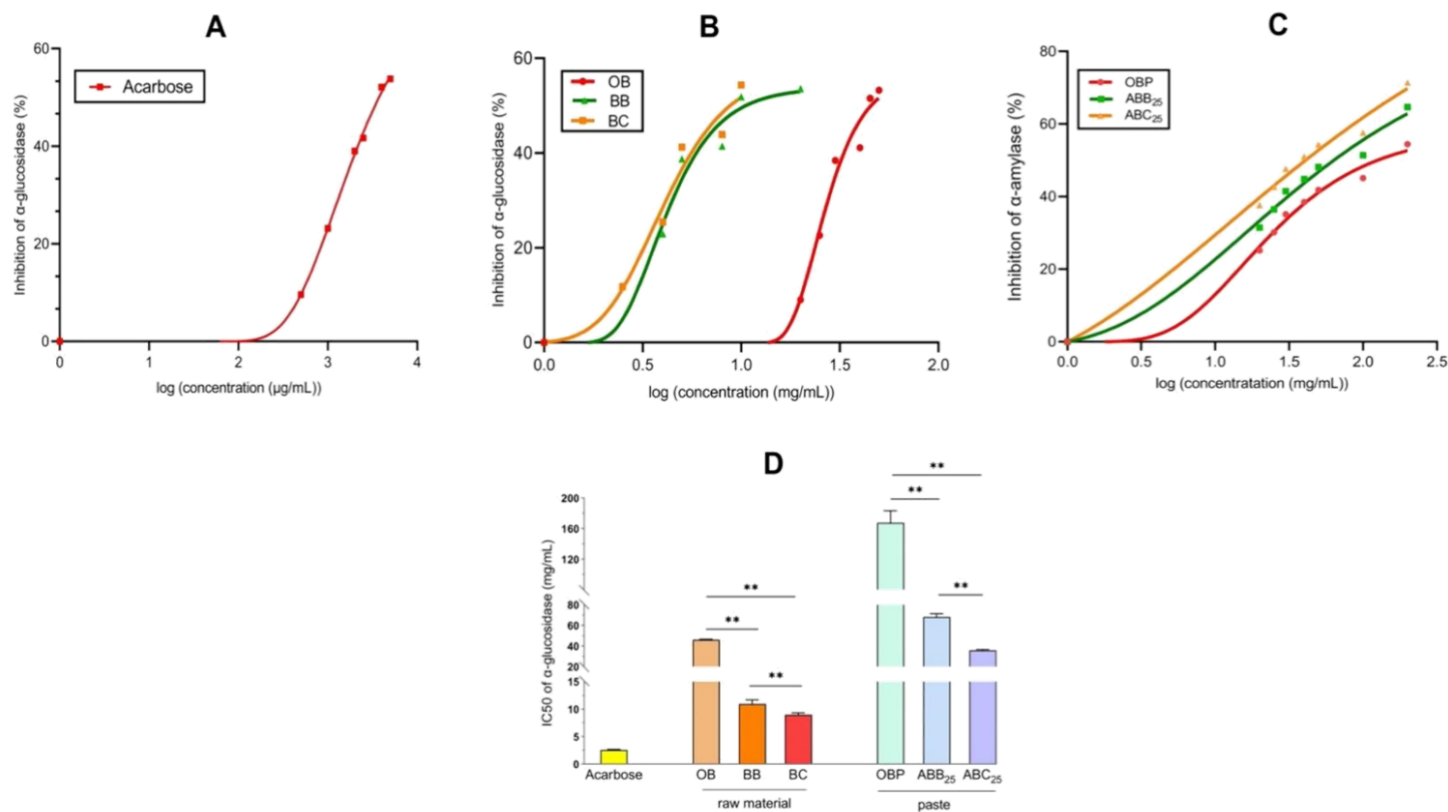 A
Inhibition of α-glucosidase (%)
60
40
20
0
Acarbose
0 1 2 3 4
log (concentration (μg/mL))
B
Inhibition of α-glucosidase (%)
60
40
20
0
OB
BB
BC
0.0 0.5 1.0 1.5 2.0
log (concentration (mg/mL))
C
Inhibition of α-amylase (%)
80
60
40
20
0
OBP
ABB25
ABC25
0.0 1.0 1.5 2.0 2.5
log (concentratation (mg/mL))
D
IC50 of α-glucosidase (mg/mL)
200
160
120
80
60
40
20
15
10
5
0
**
**
**
**
**
**
Acarbose OB BB BC OBP ABB25 ABC25
raw material paste